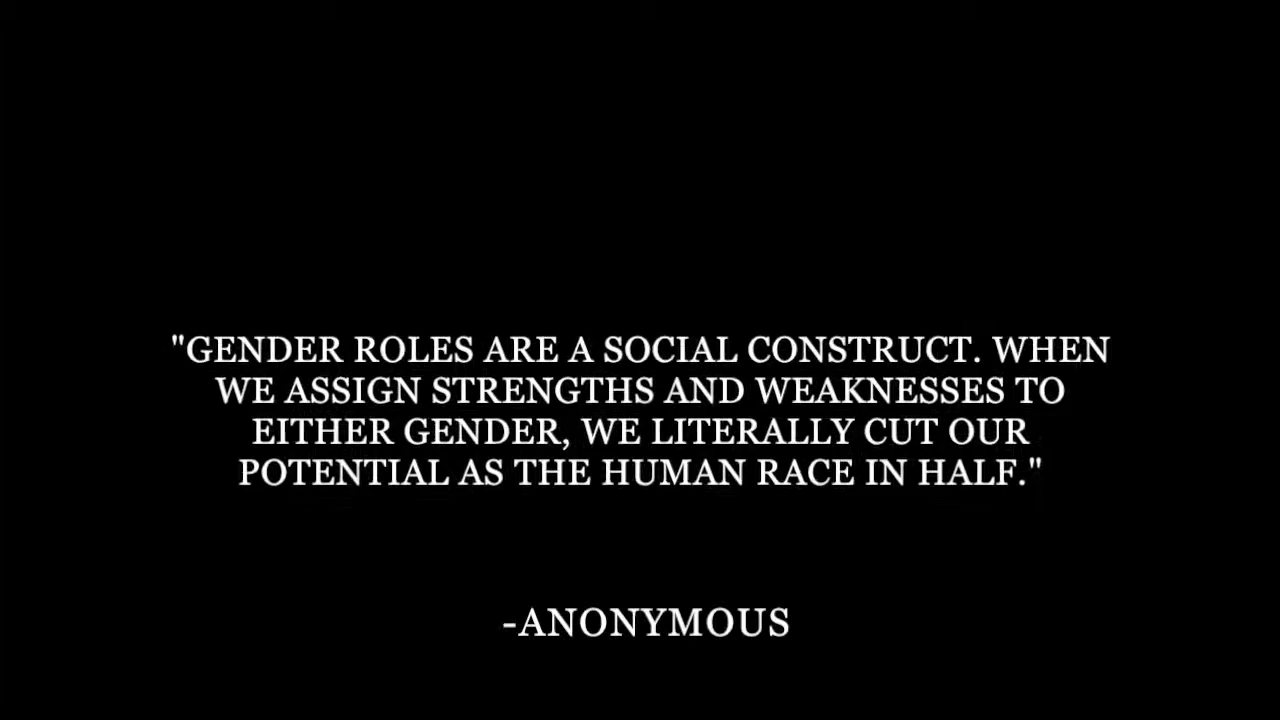 "GENDER ROLES ARE A SOCIAL CONSTRUCT. WHEN
WE ASSIGN STRENGTHS AND WEAKNESSES TO
EITHER GENDER, WE LITERALLY CUT OUR
POTENTIAL AS THE HUMAN RACE IN HALF."
-ANONYMOUS